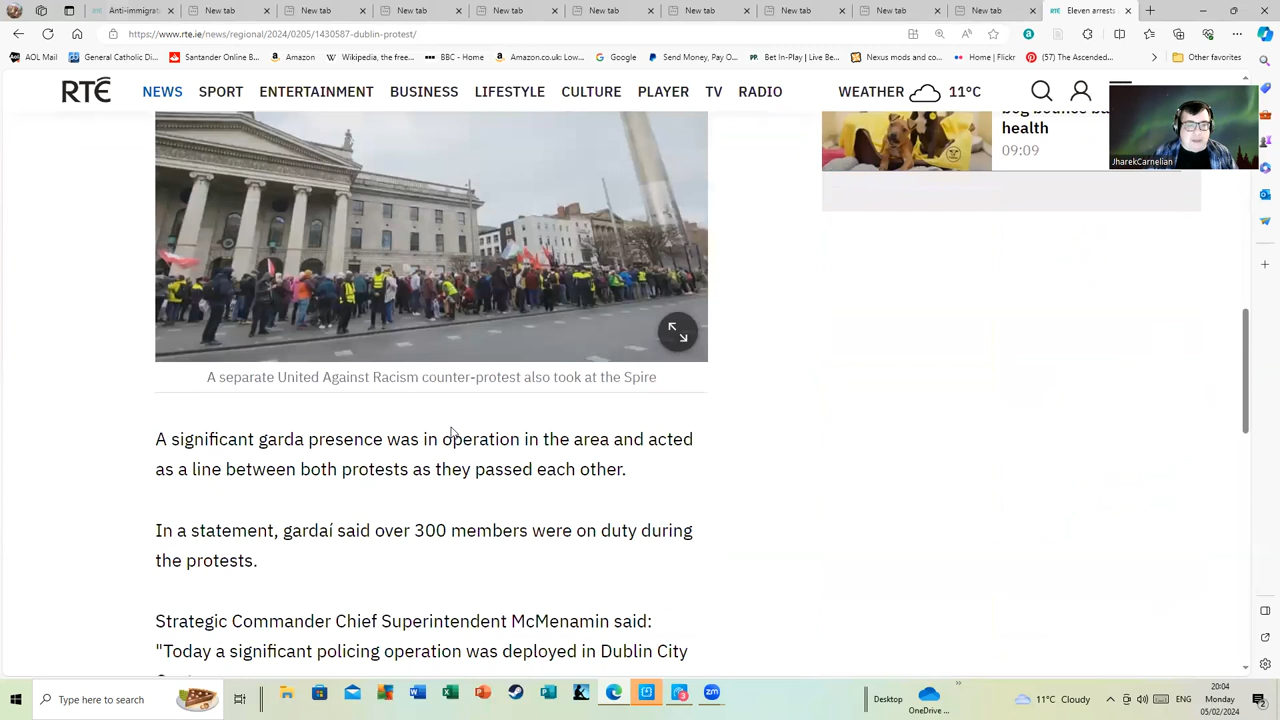 Anti-immigr
New tab
New tab
New tab
New tab
New tab
New tab
New tab
New tab
New tab
New tab
Eleven arrest
https://www.rte.ie/news/regional/2024/0205/1430587-dublin-protest/
AOL Mail
General Catholic Di...
Santander Online B...
Amazon
Wikipedia, the free...
BBC - Home
Amazon.co.uk: Low...
Google
Send Money, Pay O...
Bet In-Play | Live Be...
Nexus mods and co...
Home | Flickr
(57) The Ascended...
Other favorites
RTÉ NEWS SPORT ENTERTAINMENT BUSINESS LIFESTYLE CULTURE PLAYER TV RADIO WEATHER 11°C
health
09:09
JharekCarnelian
A separate United Against Racism counter-protest also took at the Spire
A significant garda presence was in operation in the area and acted
as a line between both protests as they passed each other.
In a statement, gardaí said over 300 members were on duty during
the protests.
Strategic Commander Chief Superintendent McMenamin said:
"Today a significant policing operation was deployed in Dublin City
Type here to search
Desktop
OneDrive ...
11°C Cloudy
ENG
20:04
Monday
05/02/2024